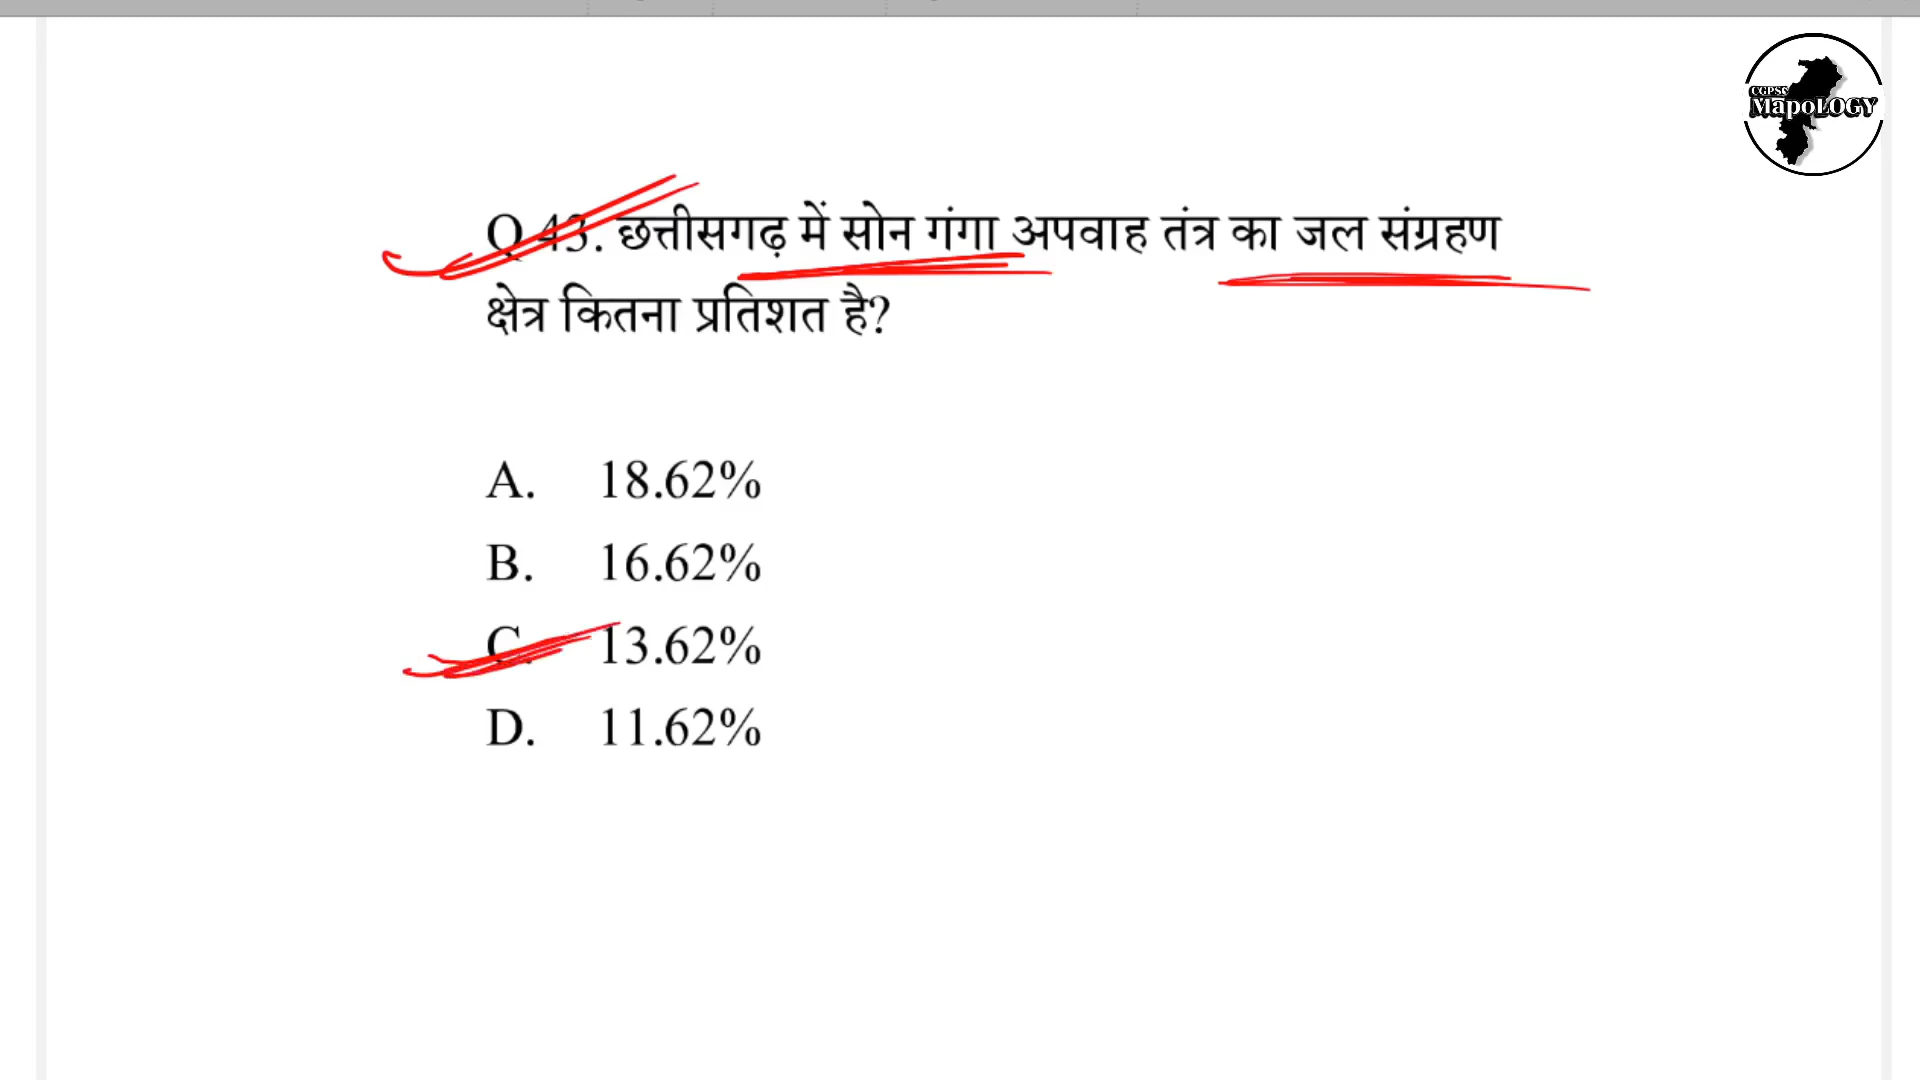 CGPSC
MapoLOGY
Q 43. छत्तीसगढ़ में सोन गंगा अपवाह तंत्र का जल संग्रहण
क्षेत्र कितना प्रतिशत है?
A. 18.62%
B. 16.62%
C. 13.62%
D. 11.62%